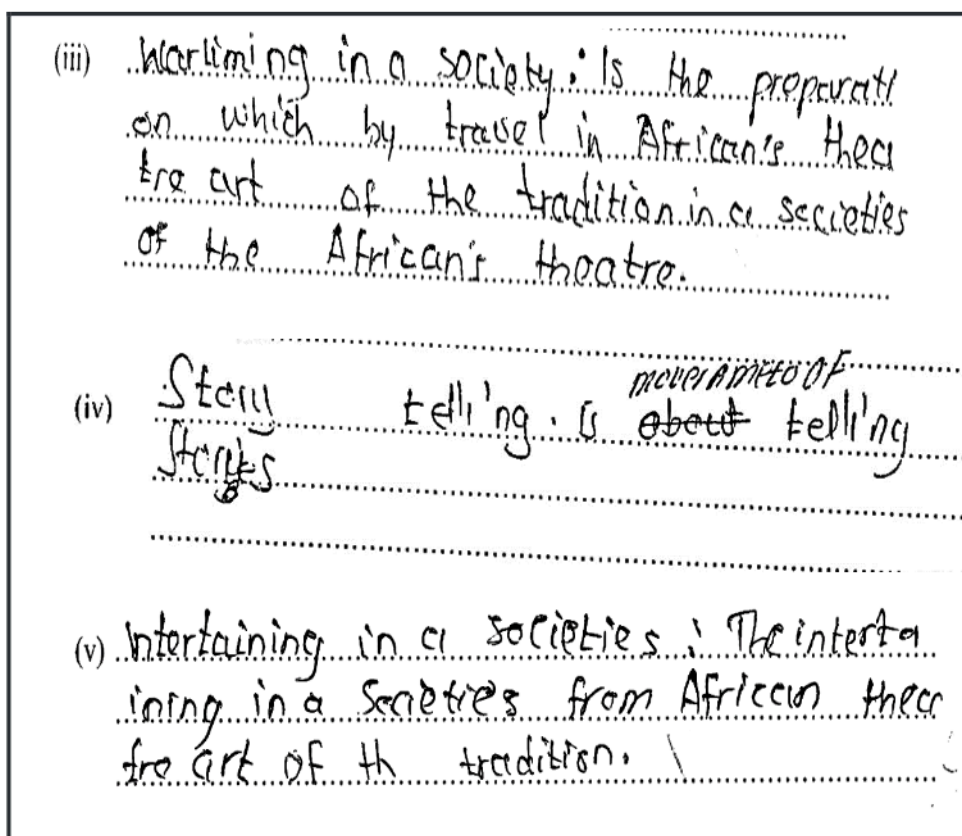 (iii) Warliming in a society: Is the preparati
on which by travel in African's thea
tre art of the tradition in a societies
of the African's theatre.
OF
(iv) Story telling. is about telling
Stories
(v) Intertaining in a societies: The interta
ining in a Societies from African thea
tre art of th tradition.